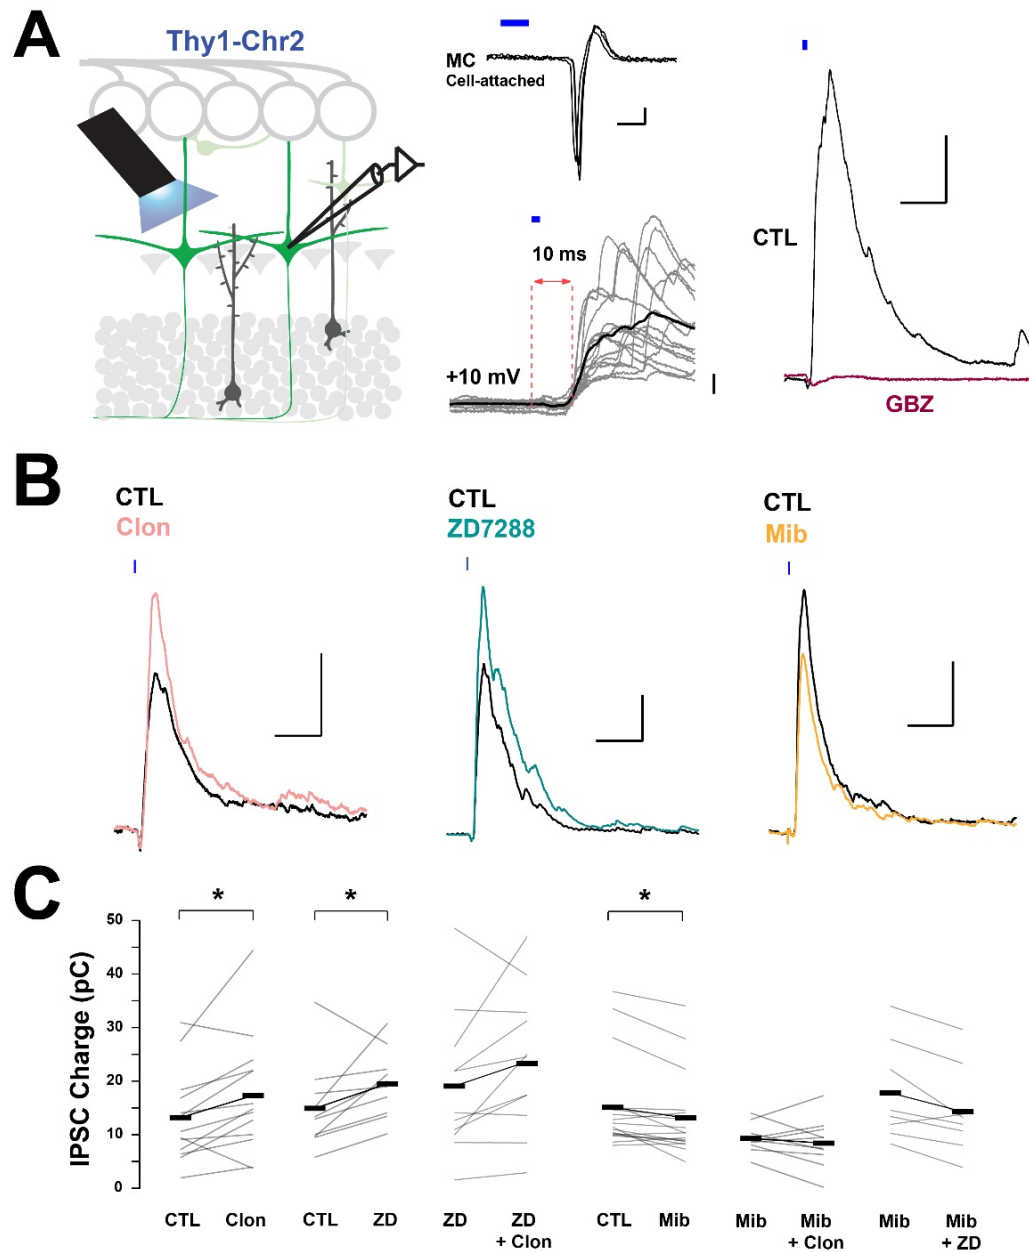 A
Thy1-Chr2
MC
Cell-attached
10 ms
+10 mV
CTL
GBZ
B
CTL
Clon
CTL
ZD7288
CTL
Mib
C
* * *
IPSC Charge (pC)
50
40
30
20
10
0
CTL Clon CTL ZD ZD ZD CTL Mib Mib Mib Mib Mib
+ Clon + Clon + ZD